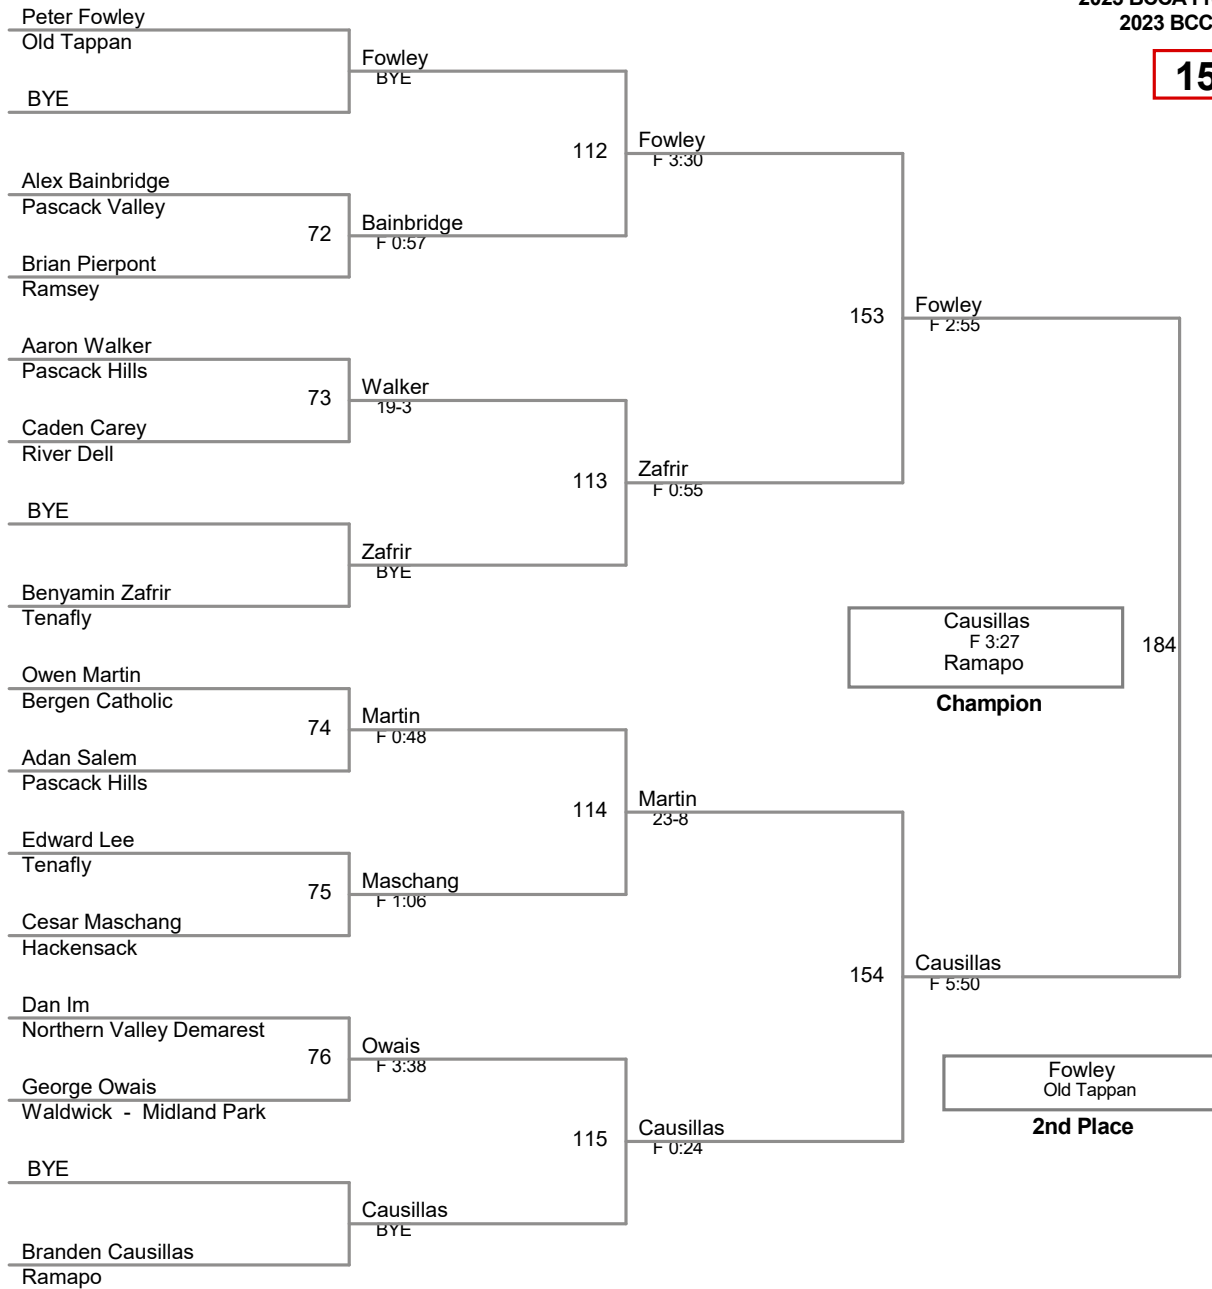 2023 BCC
15
Peter Fowley
Old Tappan
BYE
Fowley
BYE
Alex Bainbridge
Pascack Valley
72
Brian Pierpont
Ramsey
Bainbridge
F 0:57
112
Fowley
F 3:30
Aaron Walker
Pascack Hills
73
Caden Carey
River Dell
Walker
19-3
BYE
Benyamin Zafrir
Tenafly
Zafrir
BYE
113
Zafrir
F 0:55
153
Fowley
F 2:55
Owen Martin
Bergen Catholic
74
Adan Salem
Pascack Hills
Martin
F 0:48
Edward Lee
Tenafly
75
Cesar Maschang
Hackensack
Maschang
F 1:06
114
Martin
23-8
Dan Im
Northern Valley Demarest
76
George Owais
Waldwick - Midland Park
Owais
F 3:38
BYE
Branden Causillas
Ramapo
Causillas
BYE
115
Causillas
F 0:24
154
Causillas
F 5:50
184
Causillas
F 3:27
Ramapo
Champion
Fowley
Old Tappan
2nd Place